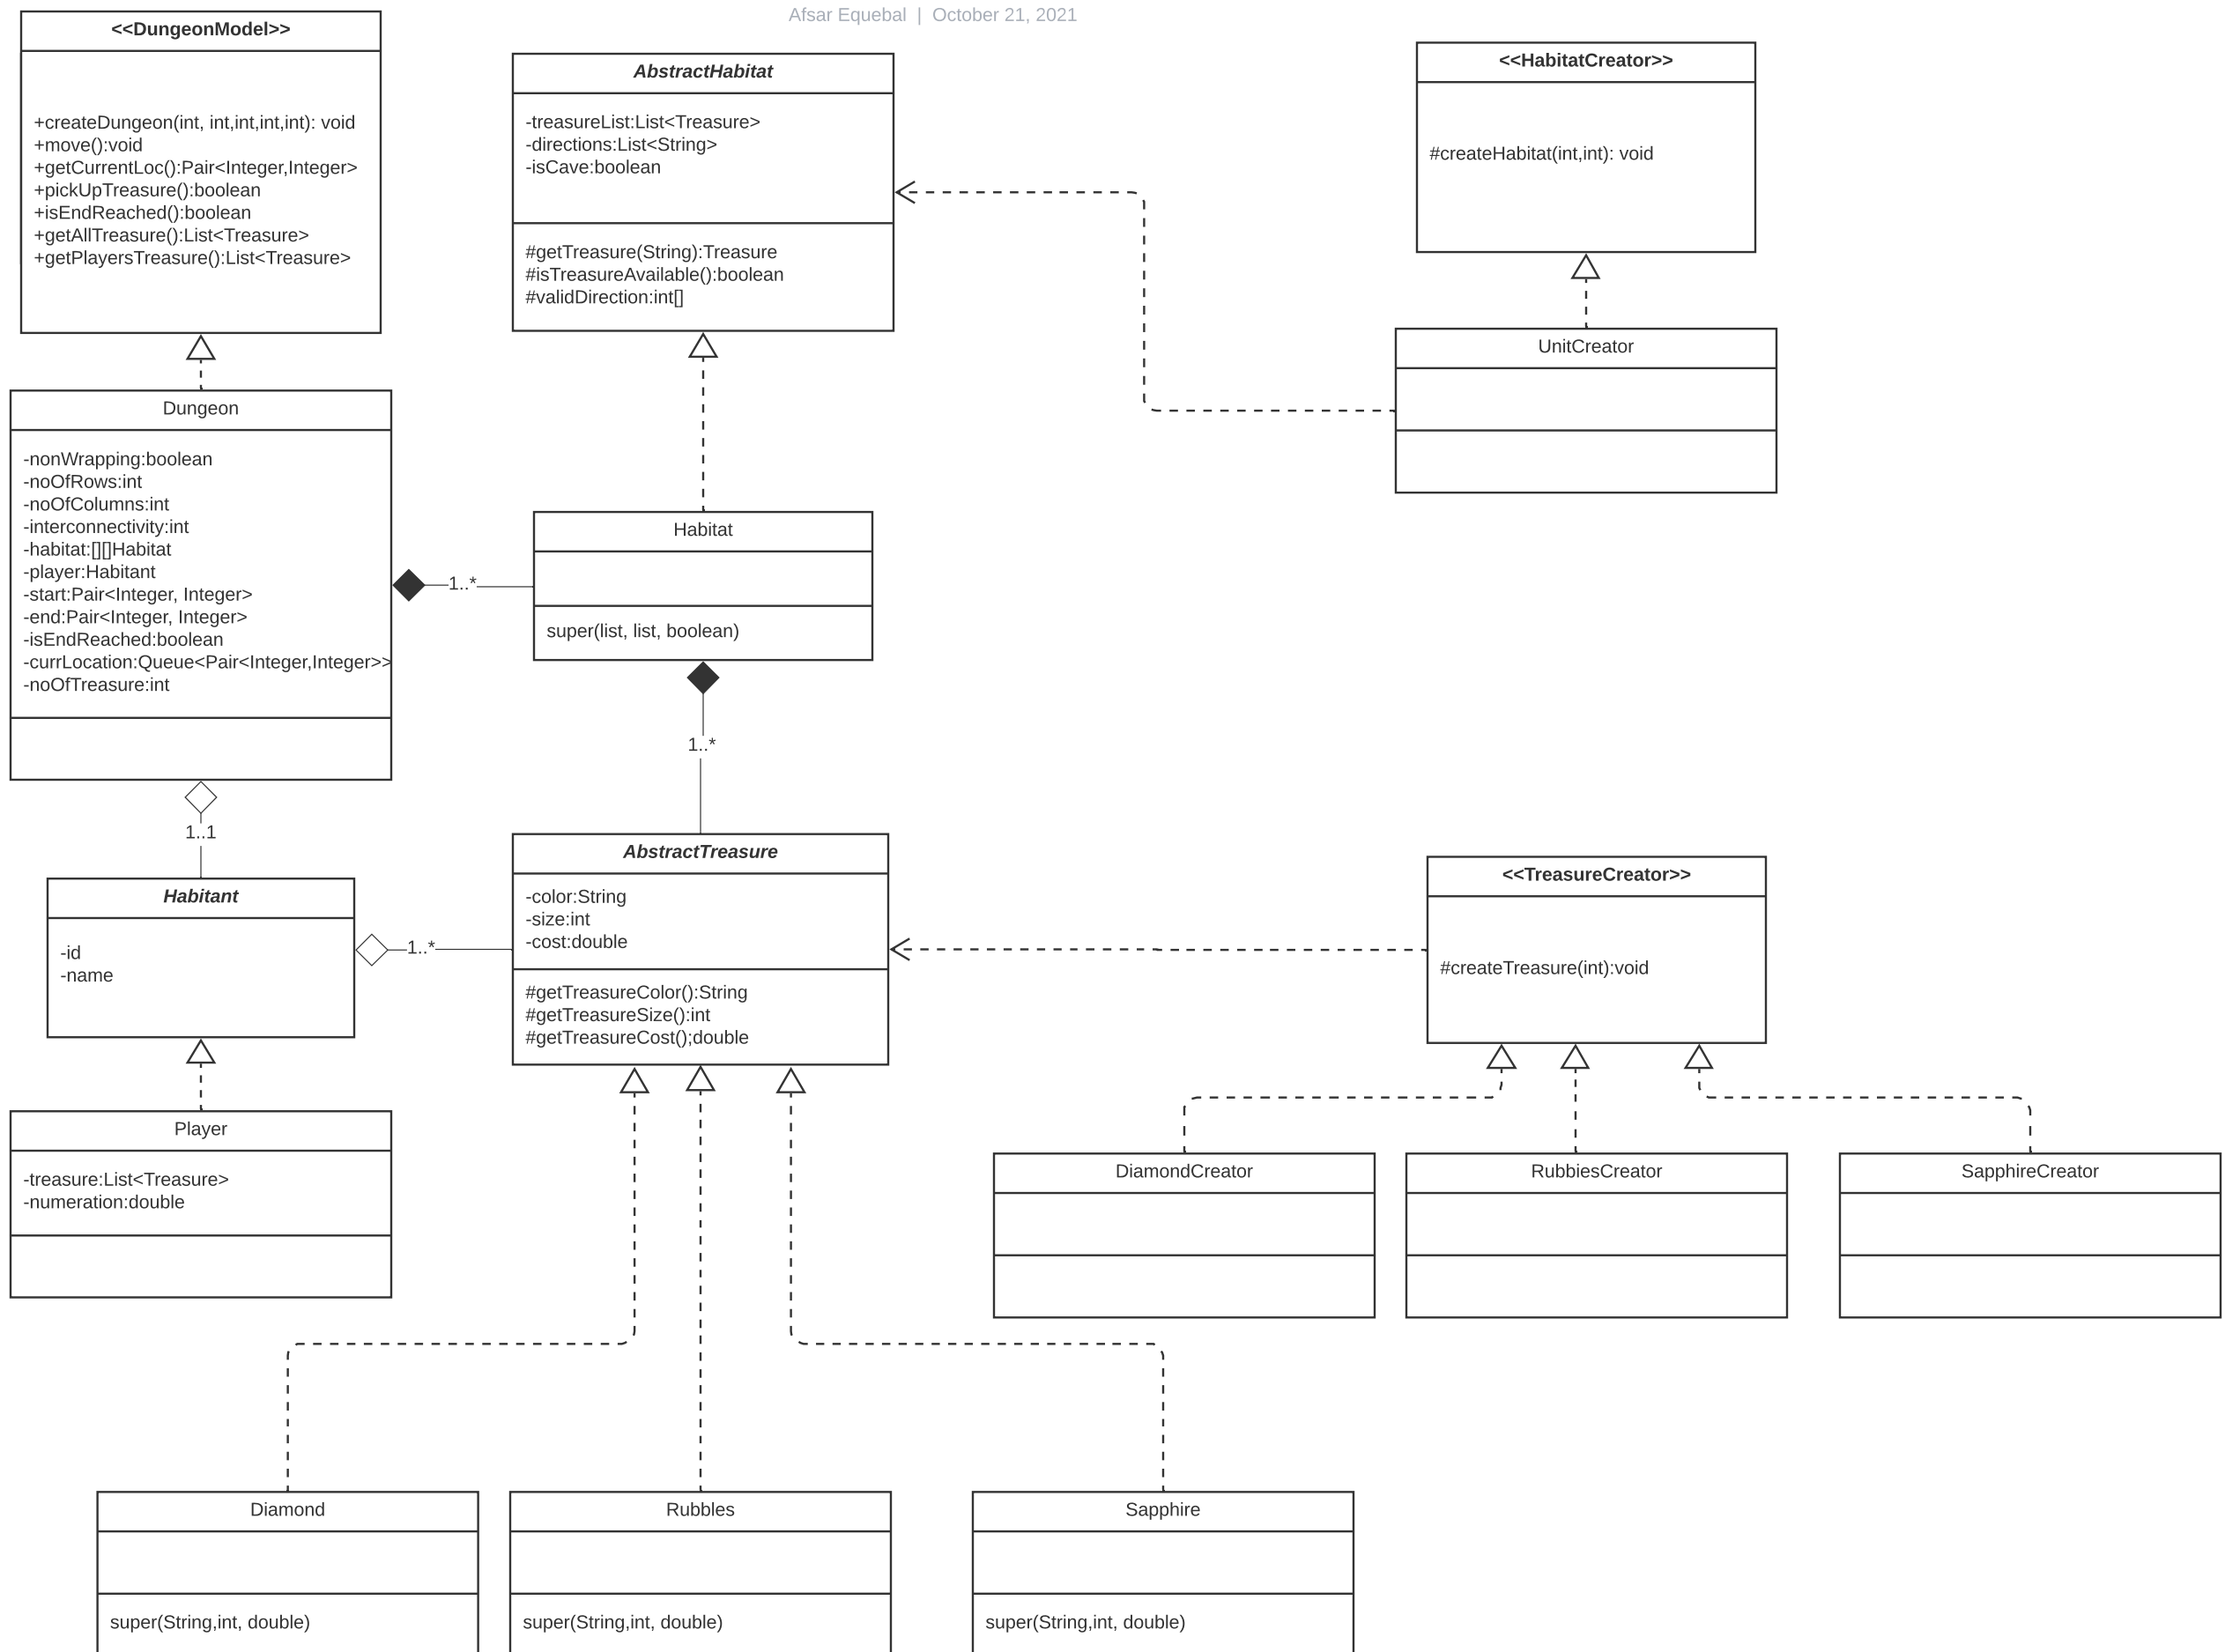 Afsar Equebal | October 21, 2021
<<DungeonModel>>
+createDungeon(int, int,int,int,int): void
+move():void
+getCurrentLoc():Pair<Integer,Integer>
+pickUpTreasure():boolean
+isEndReached():boolean
+getAllTreasure():List<Treasure>
+getPlayersTreasure():List<Treasure>
AbstractHabitat
-treasureList:List<Treasure>
-directions:List<String>
-isCave:boolean
#getTreasure(String):Treasure
#isTreasureAvailable():boolean
#validDirection:int[]
<<HabitatCreator>>
#createHabitat(int,int): void
UnitCreator
Dungeon
-nonWrapping:boolean
-noOfRows:int
-noOfColumns:int
-interconnectivity:int
-habitat:[][]Habitat
-player:Habitant
-start:Pair<Integer, Integer>
-end:Pair<Integer, Integer>
-isEndReached:boolean
-currLocation:Queue<Pair<Integer,Integer>>
-noOfTreasure:int
1..*
Habitat
super(list, list, boolean)
1..*
1..1
Habitant
-id
-name
1..*
AbstractTreasure
-color:String
-size:int
-cost:double
#getTreasureColor():String
#getTreasureSize():int
#getTreasureCost();double
<<TreasureCreator>>
#createTreasure(int):void
Player
-treasure:List<Treasure>
-numeration:double
DiamondCreator
RubbiesCreator
SapphireCreator
Diamond
super(String,int, double)
Rubbles
super(String,int, double)
Sapphire
super(String,int, double)